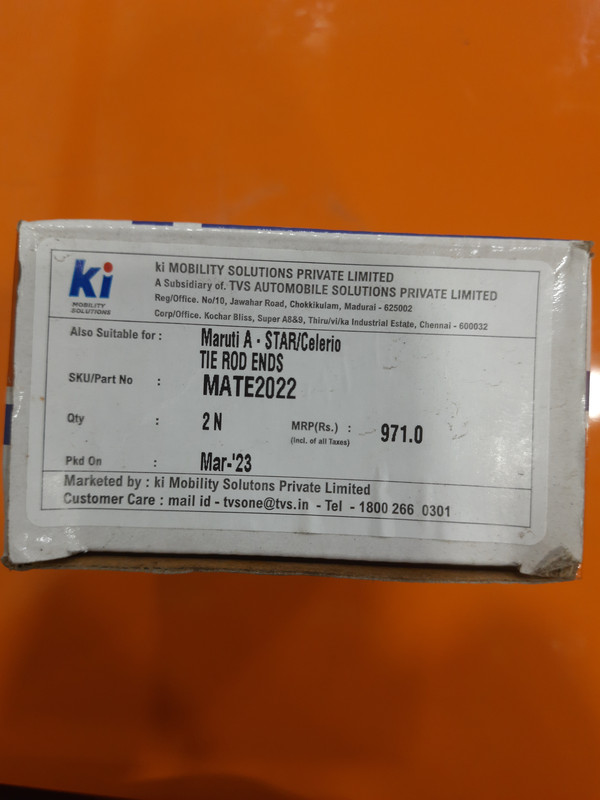 ki
MOBILITY
SOLUTIONS
ki MOBILITY SOLUTIONS PRIVATE LIMITED
A Subsidiary of. TVS AUTOMOBILE SOLUTIONS PRIVATE LIMITED
Reg/Office. No/10, Jawahar Road, Chokkikulam, Madurai - 625002
Corp/Office. Kochar Bliss, Super A8&9, Thiru/vi/ka Industrial Estate, Chennai - 600032
Also Suitable for : Maruti A - STAR/Celerio
TIE ROD ENDS
SKU/Part No : MATE2022
Qty : 2 N MRP(Rs.) : 971.0
(incl. of all Taxes)
Pkd On : Mar-'23
Marketed by : ki Mobility Solutons Private Limited
Customer Care : mail id - tvsone@tvs.in - Tel - 1800 266 0301